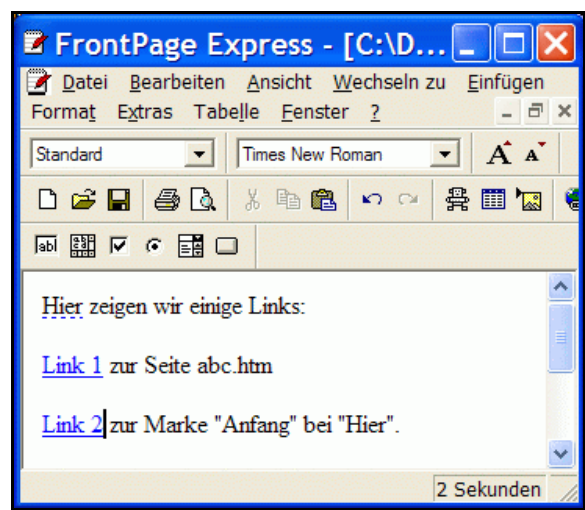 FrontPage Express - [C:\D...
Datei Bearbeiten Ansicht Wechseln zu Einfügen
Format Extras Tabelle Fenster ?
Standard Times New Roman A A
abl
Hier zeigen wir einige Links:
Link 1 zur Seite abc.htm
Link 2 zur Marke "Anfang" bei "Hier".
2 Sekunden